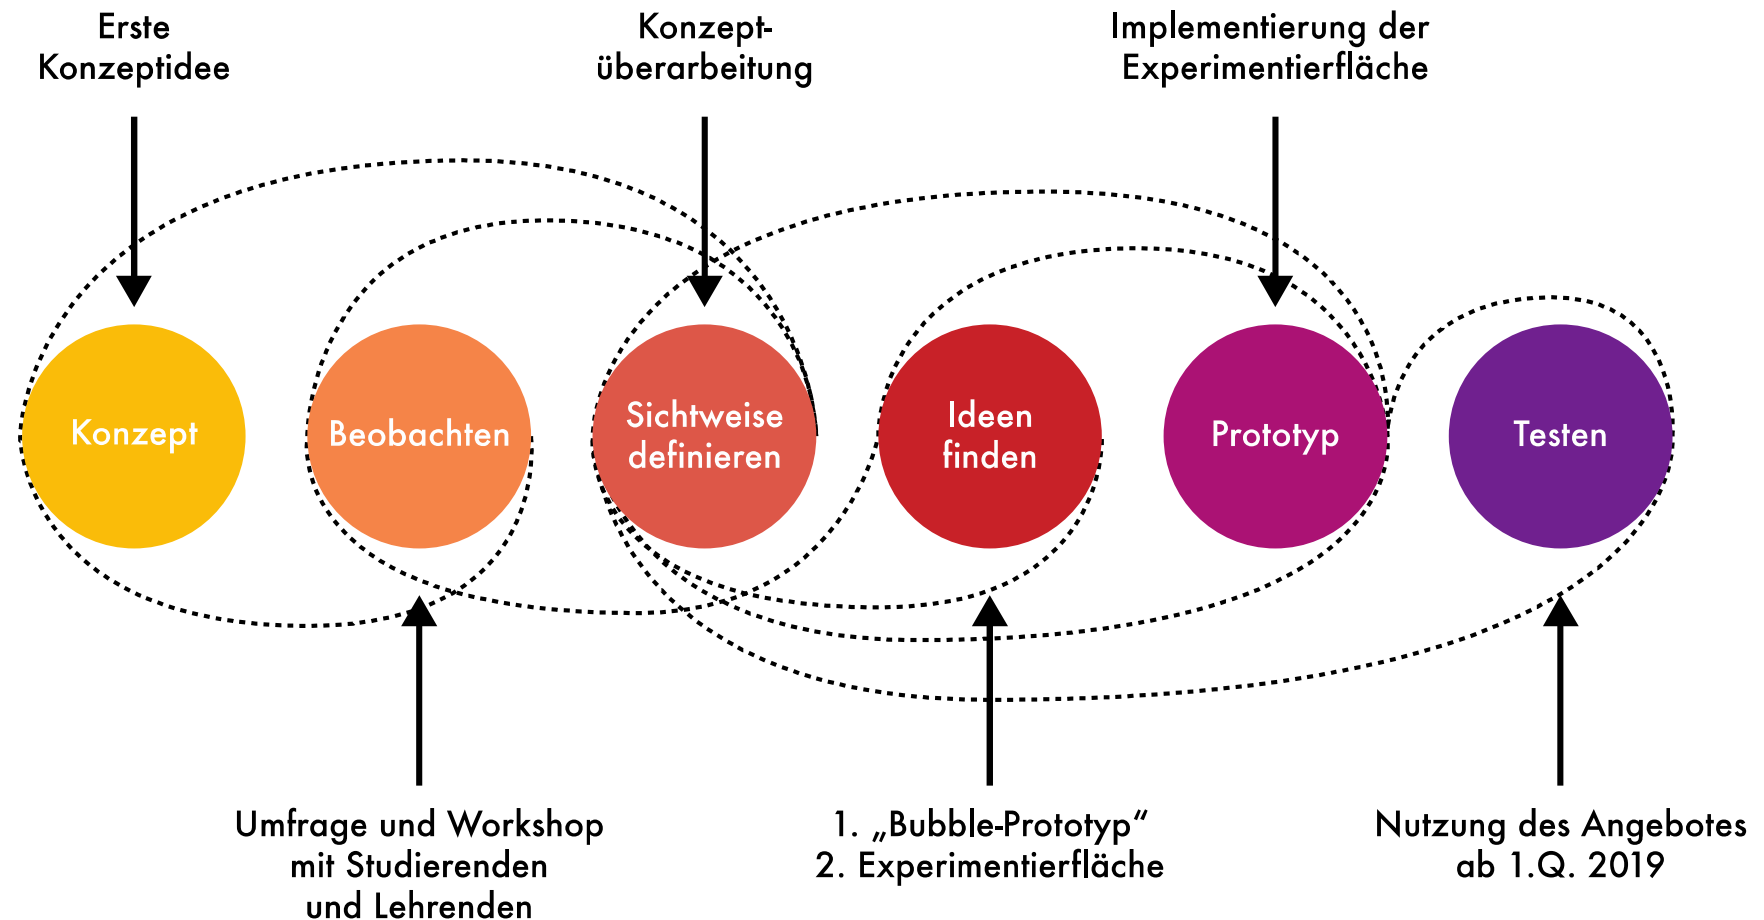 Erste
Konzeptidee
Konzept-
überarbeitung
Implementierung der
Experimentierfläche
Konzept
Beobachten
Sichtweise
definieren
Ideen
finden
Prototyp
Testen
Umfrage und Workshop
mit Studierenden
und Lehrenden
1. „Bubble-Prototyp“
2. Experimentierfläche
Nutzung des Angebotes
ab 1.Q. 2019